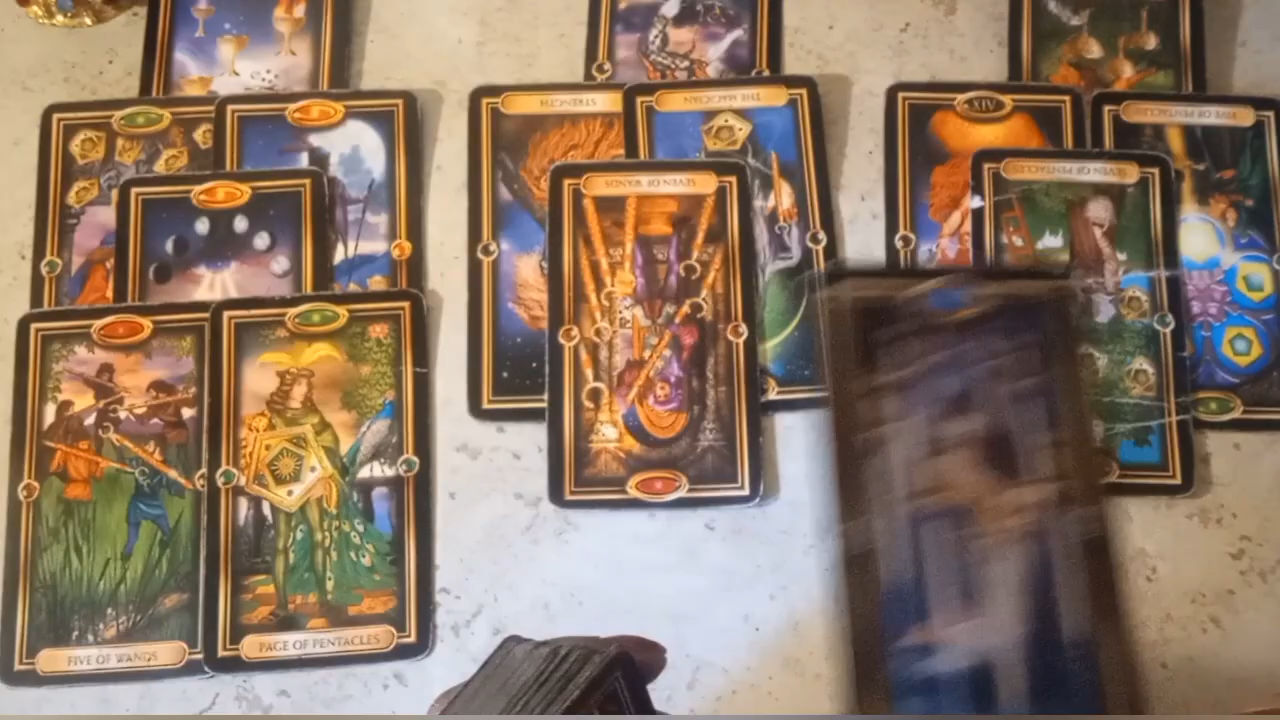 STRENGTH
THE MAGICIAN
XIV
FIVE OF PENTACLES
SEVEN OF PENTACLES
SEVEN OF WANDS
FIVE OF WANDS
PAGE OF PENTACLES